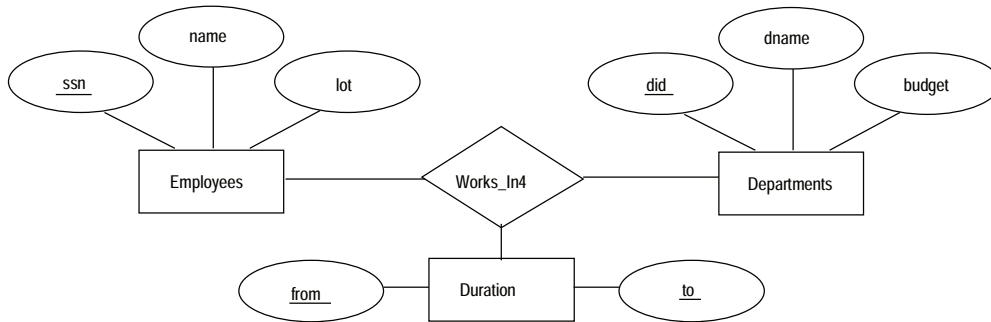 name
dname
ssn
lot
did
budget
Employees
Works_In4
Departments
from
Duration
to